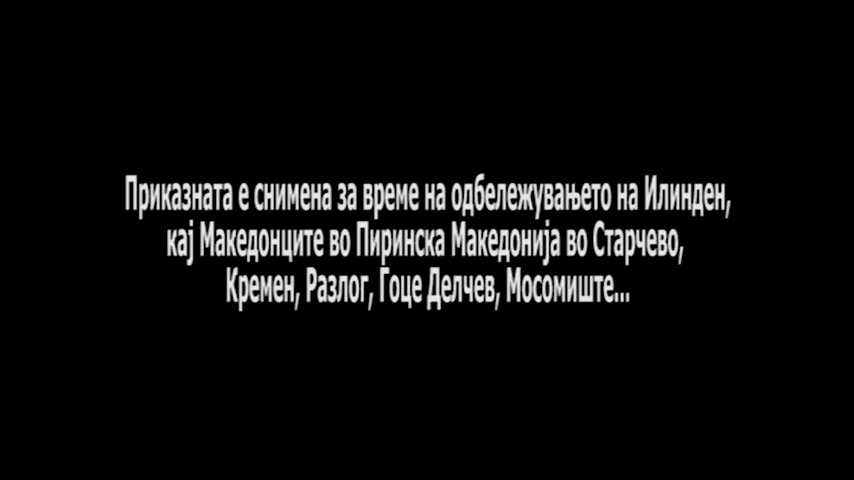 Приказната е снимена за време на одбележувањето на Илинден,
кај Македонците во Пиринска Македонија во Старчево,
Кремен, Разлог, Гоце Делчев, Мосомиште...